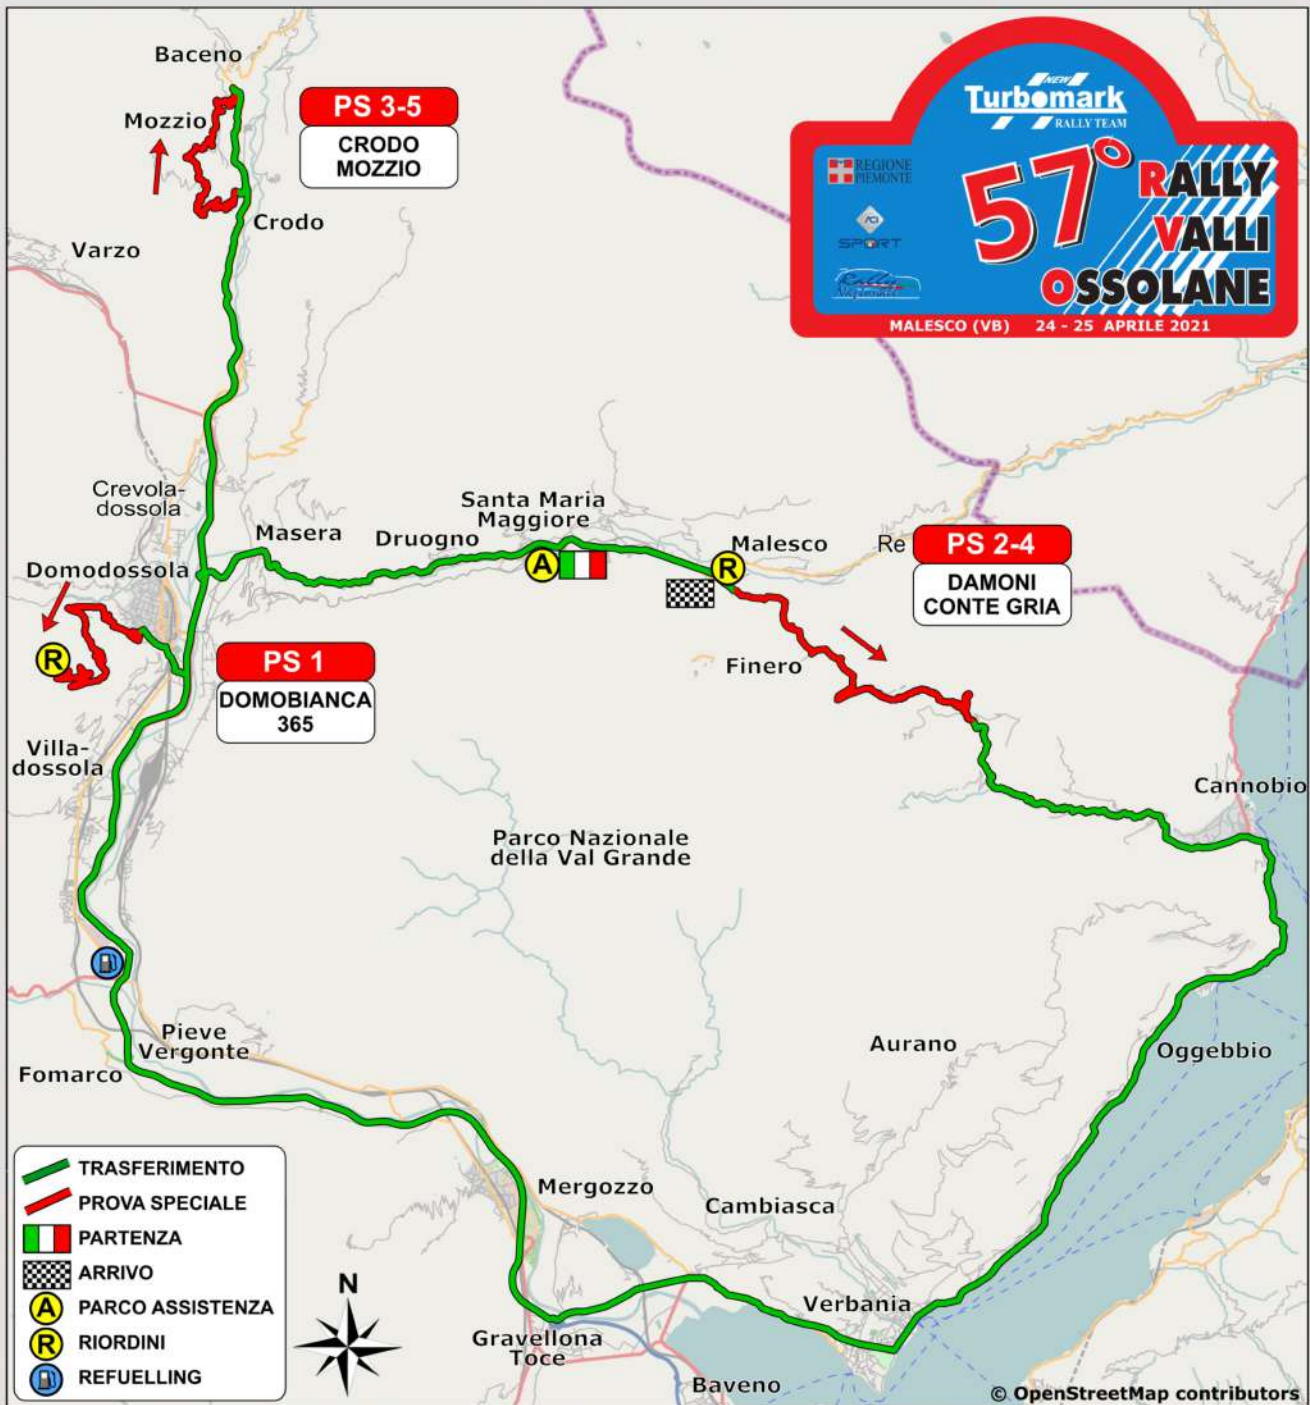 Baceno
Mozzio
PS 3-5
CRODO
MOZZIO
Crodo
Varzo
NEW
Turbomark
RALLY TEAM
REGIONE
PIEMONTE
ACI
SPORT
Rally
57°
RALLY
VALLI
OSSOLANE
MALESCO (VB) 24 - 25 APRILE 2021
Crevola-
dossola
Masera
Druogno
Santa Maria
Maggiore
A
R
Malesco
Re
PS 2-4
DAMONI
CONTE GRIA
Domodossola
R
PS 1
DOMOBIANCA
365
Finero
Villa-
dossola
Cannobio
Parco Nazionale
della Val Grande
Pieve
Vergonte
Fomarco
Aurano
Oggebbio
Mergozzo
Cambiasca
Verbania
Gravellona
Toce
Baveno
TRASFERIMENTO
PROVA SPECIALE
PARTENZA
ARRIVO
A PARCO ASSISTENZA
R RIORDINI
REFUELLING
N
© OpenStreetMap contributors